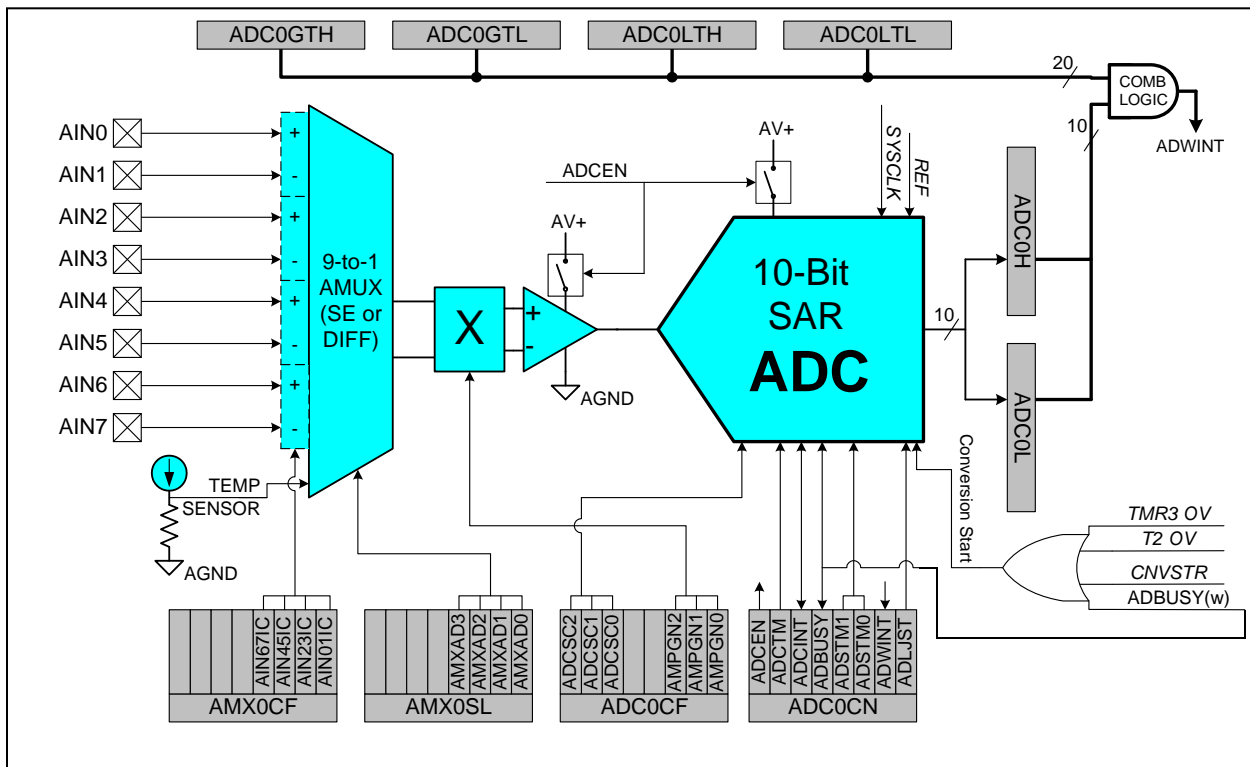 ADC0GTH
ADC0GTL
ADC0LTH
ADC0LTL
20
COMB
LOGIC
10
ADWINT
AIN0
AIN1
AIN2
AIN3
AIN4
AIN5
AIN6
AIN7
+
-
+
-
+
-
+
-
9-to-1
AMUX
(SE or
DIFF)
TEMP
SENSOR
AGND
X
+
-
AV+
AGND
ADCEN
AV+
SYSCLK
REF
10-Bit
SAR
ADC
10
ADC0H
ADC0L
Conversion Start
TMR3 OV
T2 OV
CNVSTR
ADBUSY(w)
AIN67IC
AIN45IC
AIN23IC
AIN01IC
AMX0CF
AMXAD3
AMXAD2
AMXAD1
AMXAD0
AMX0SL
ADCSC2
ADCSC1
ADCSC0
AMPGN2
AMPGN1
AMPGN0
ADC0CF
ADCEN
ADCTM
ADCINT
ADBUSY
ADSTM1
ADSTM0
ADWINT
ADLJST
ADC0CN